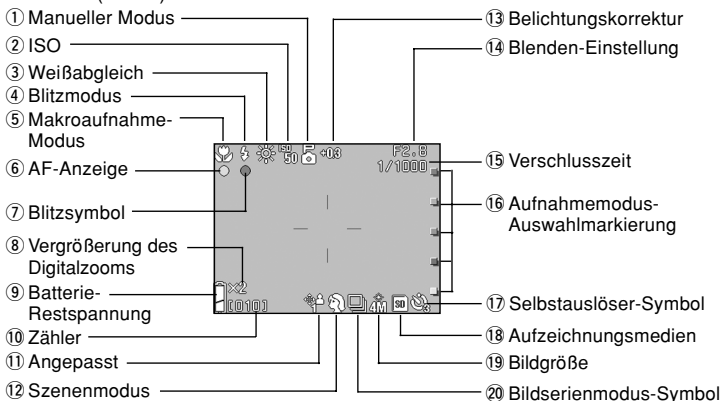 ① Manueller Modus
② ISO
③ Weißabgleich
④ Blitzmodus
⑤ Makroaufnahme-
Modus
⑥ AF-Anzeige
⑦ Blitzsymbol
⑧ Vergrößerung des
Digitalzooms
⑨ Batterie-
Restspannung
⑩ Zähler
⑪ Angepasst
⑫ Szenenmodus
ISO
50
+0.3
F2.8
1/1000
×2
[010]
1
4M
SD
3
⑬ Belichtungskorrektur
⑭ Blenden-Einstellung
⑮ Verschlusszeit
⑯ Aufnahmemodus-
Auswahlmarkierung
⑰ Selbstauslöser-Symbol
⑱ Aufzeichnungsmedien
⑲ Bildgröße
⑳ Bildserienmodus-Symbol